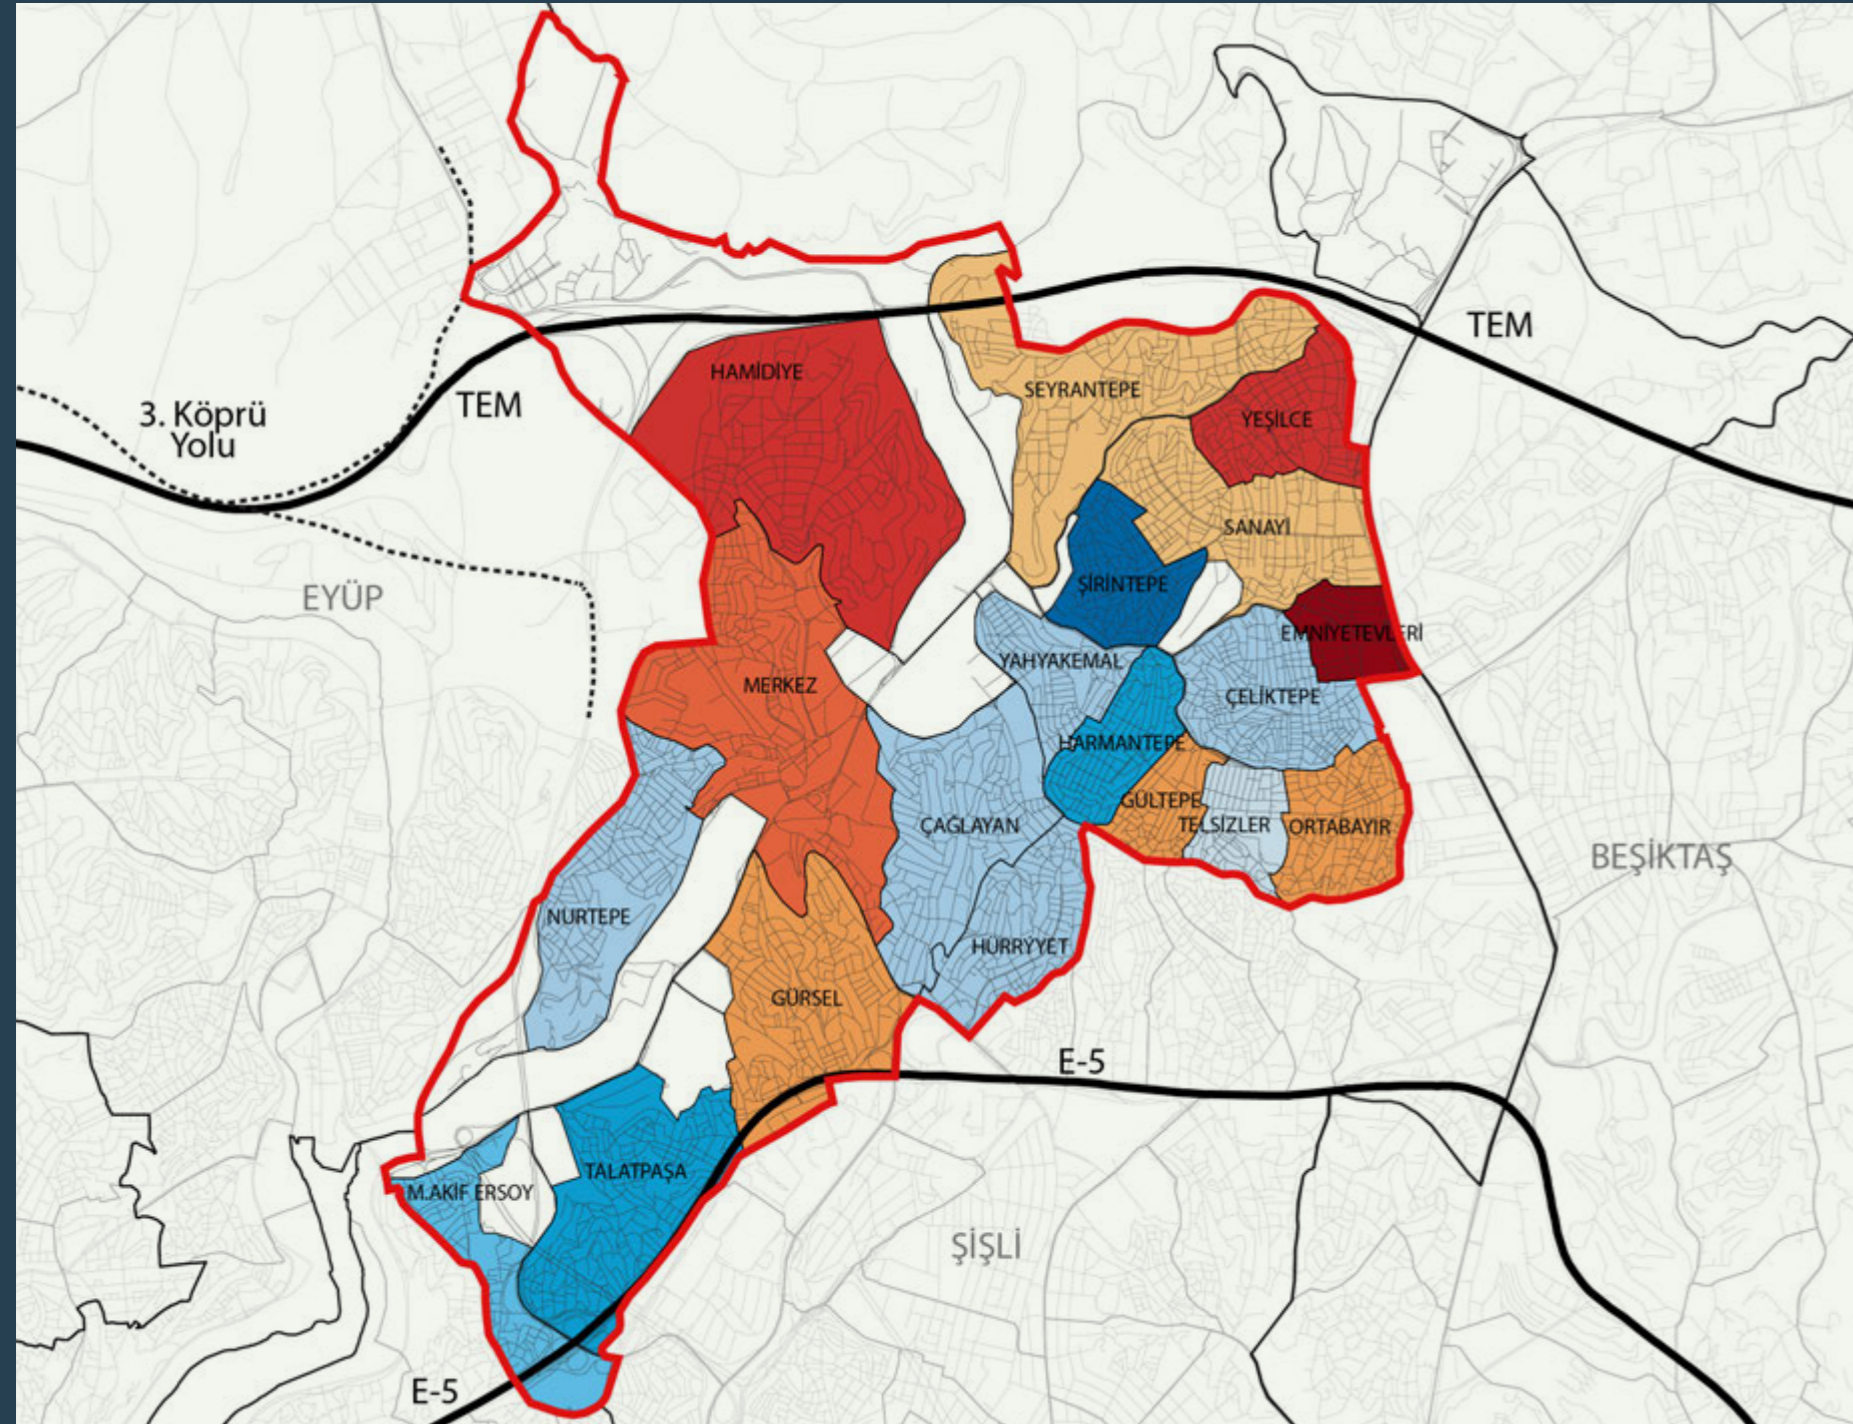 TEM
HAMİDİYE
SEYRANTEPE
TEM
3. Köprü
Yolu
YEŞİLCE
SANAYİ
ŞİRİNTEPE
EYÜP
EMNİYETEVLERİ
YAHYAKEMAL
MERKEZ
ÇELİKTEPE
HARMANTEPE
GÜLTEPE
ÇAĞLAYAN
TELSİZLER
ORTABAYIR
BEŞİKTAŞ
NURTEPE
HÜRRYYET
GÜRSEL
E-5
TALATPAŞA
M.AKİF ERSOY
ŞİŞLİ
E-5